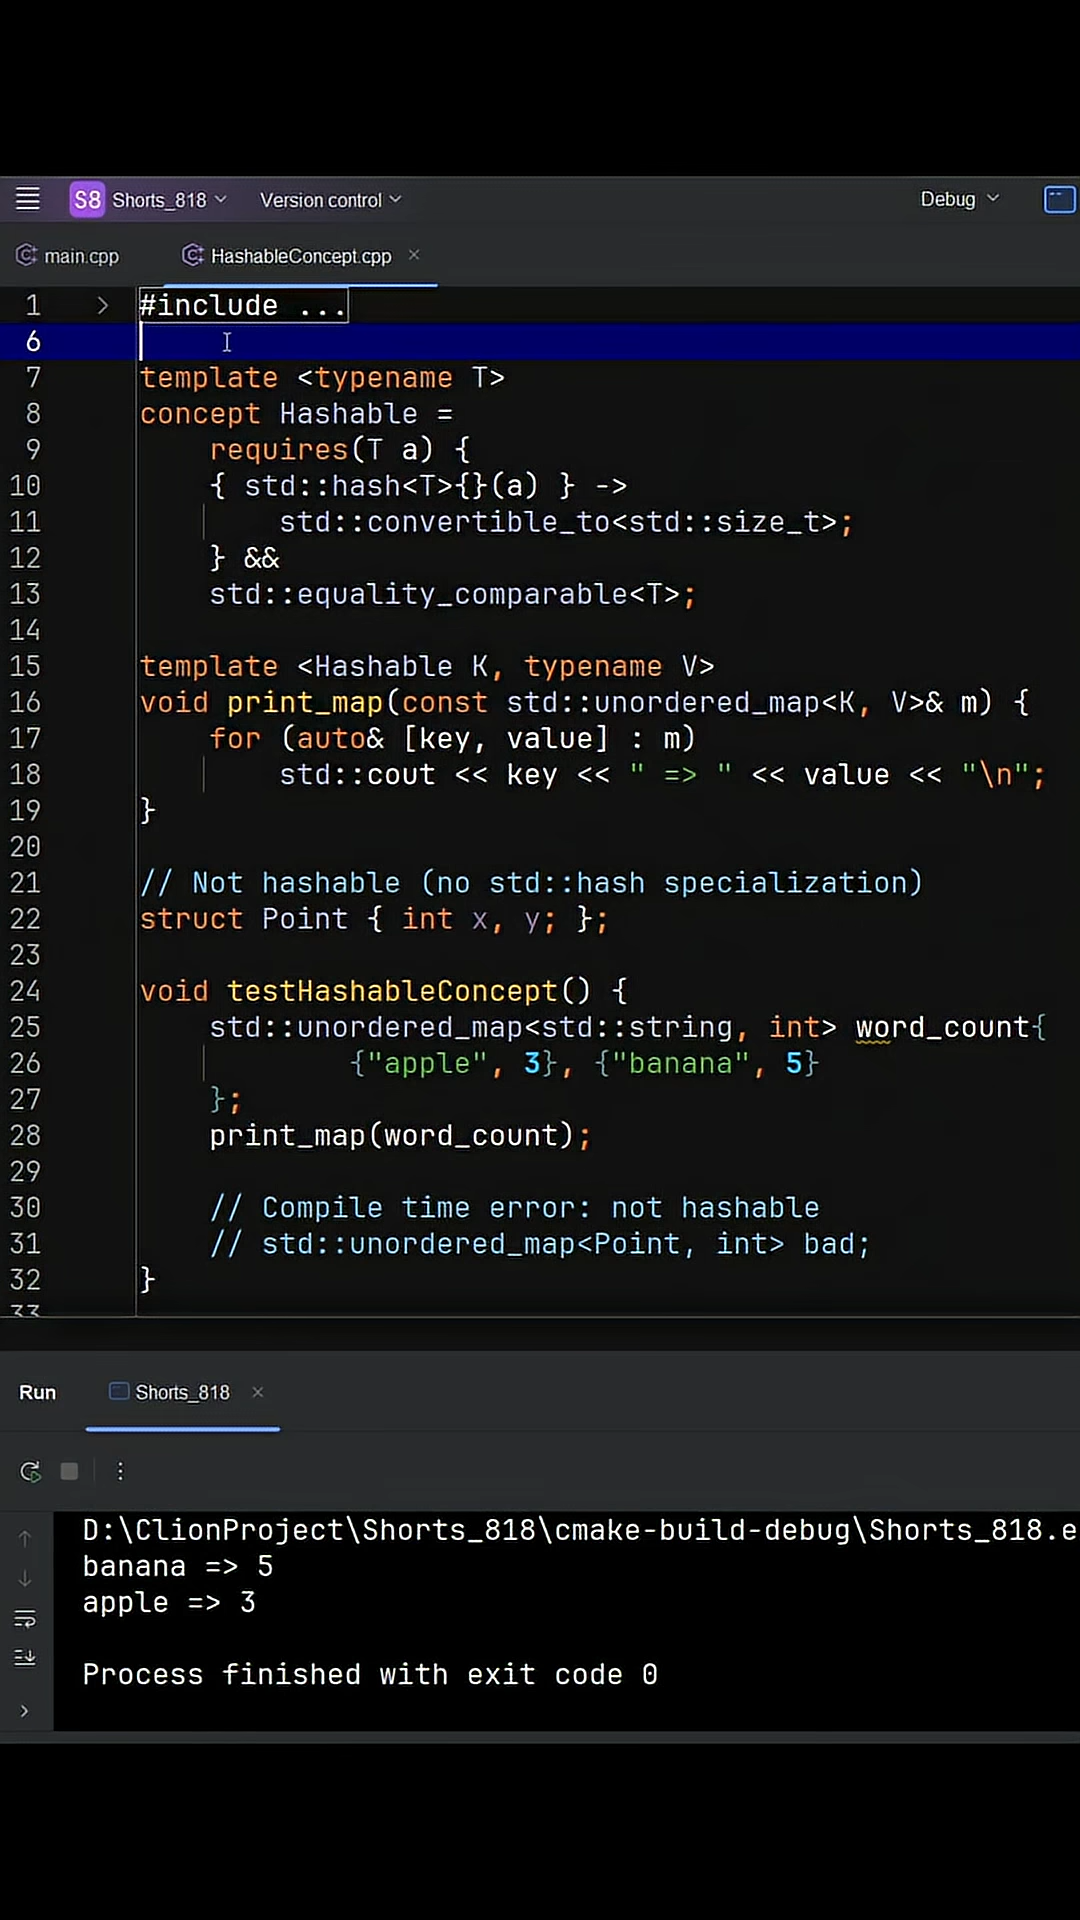 S8 Shorts_818 Version control Debug
main.cpp HashableConcept.cpp
1 #include ...
6
7 template <typename T>
8 concept Hashable =
9 requires(T a) {
10 { std::hash<T>{}(a) } ->
11 std::convertible_to<std::size_t>;
12 } &&
13 std::equality_comparable<T>;
14
15 template <Hashable K, typename V>
16 void print_map(const std::unordered_map<K, V>& m) {
17 for (auto& [key, value] : m)
18 std::cout << key << " => " << value << "\n";
19 }
20
21 // Not hashable (no std::hash specialization)
22 struct Point { int x, y; };
23
24 void testHashableConcept() {
25 std::unordered_map<std::string, int> word_count{
26 {"apple", 3}, {"banana", 5}
27 };
28 print_map(word_count);
29
30 // Compile time error: not hashable
31 // std::unordered_map<Point, int> bad;
32 }
33
Run Shorts_818
D:\ClionProject\Shorts_818\cmake-build-debug\Shorts_818.e
banana => 5
apple => 3
Process finished with exit code 0